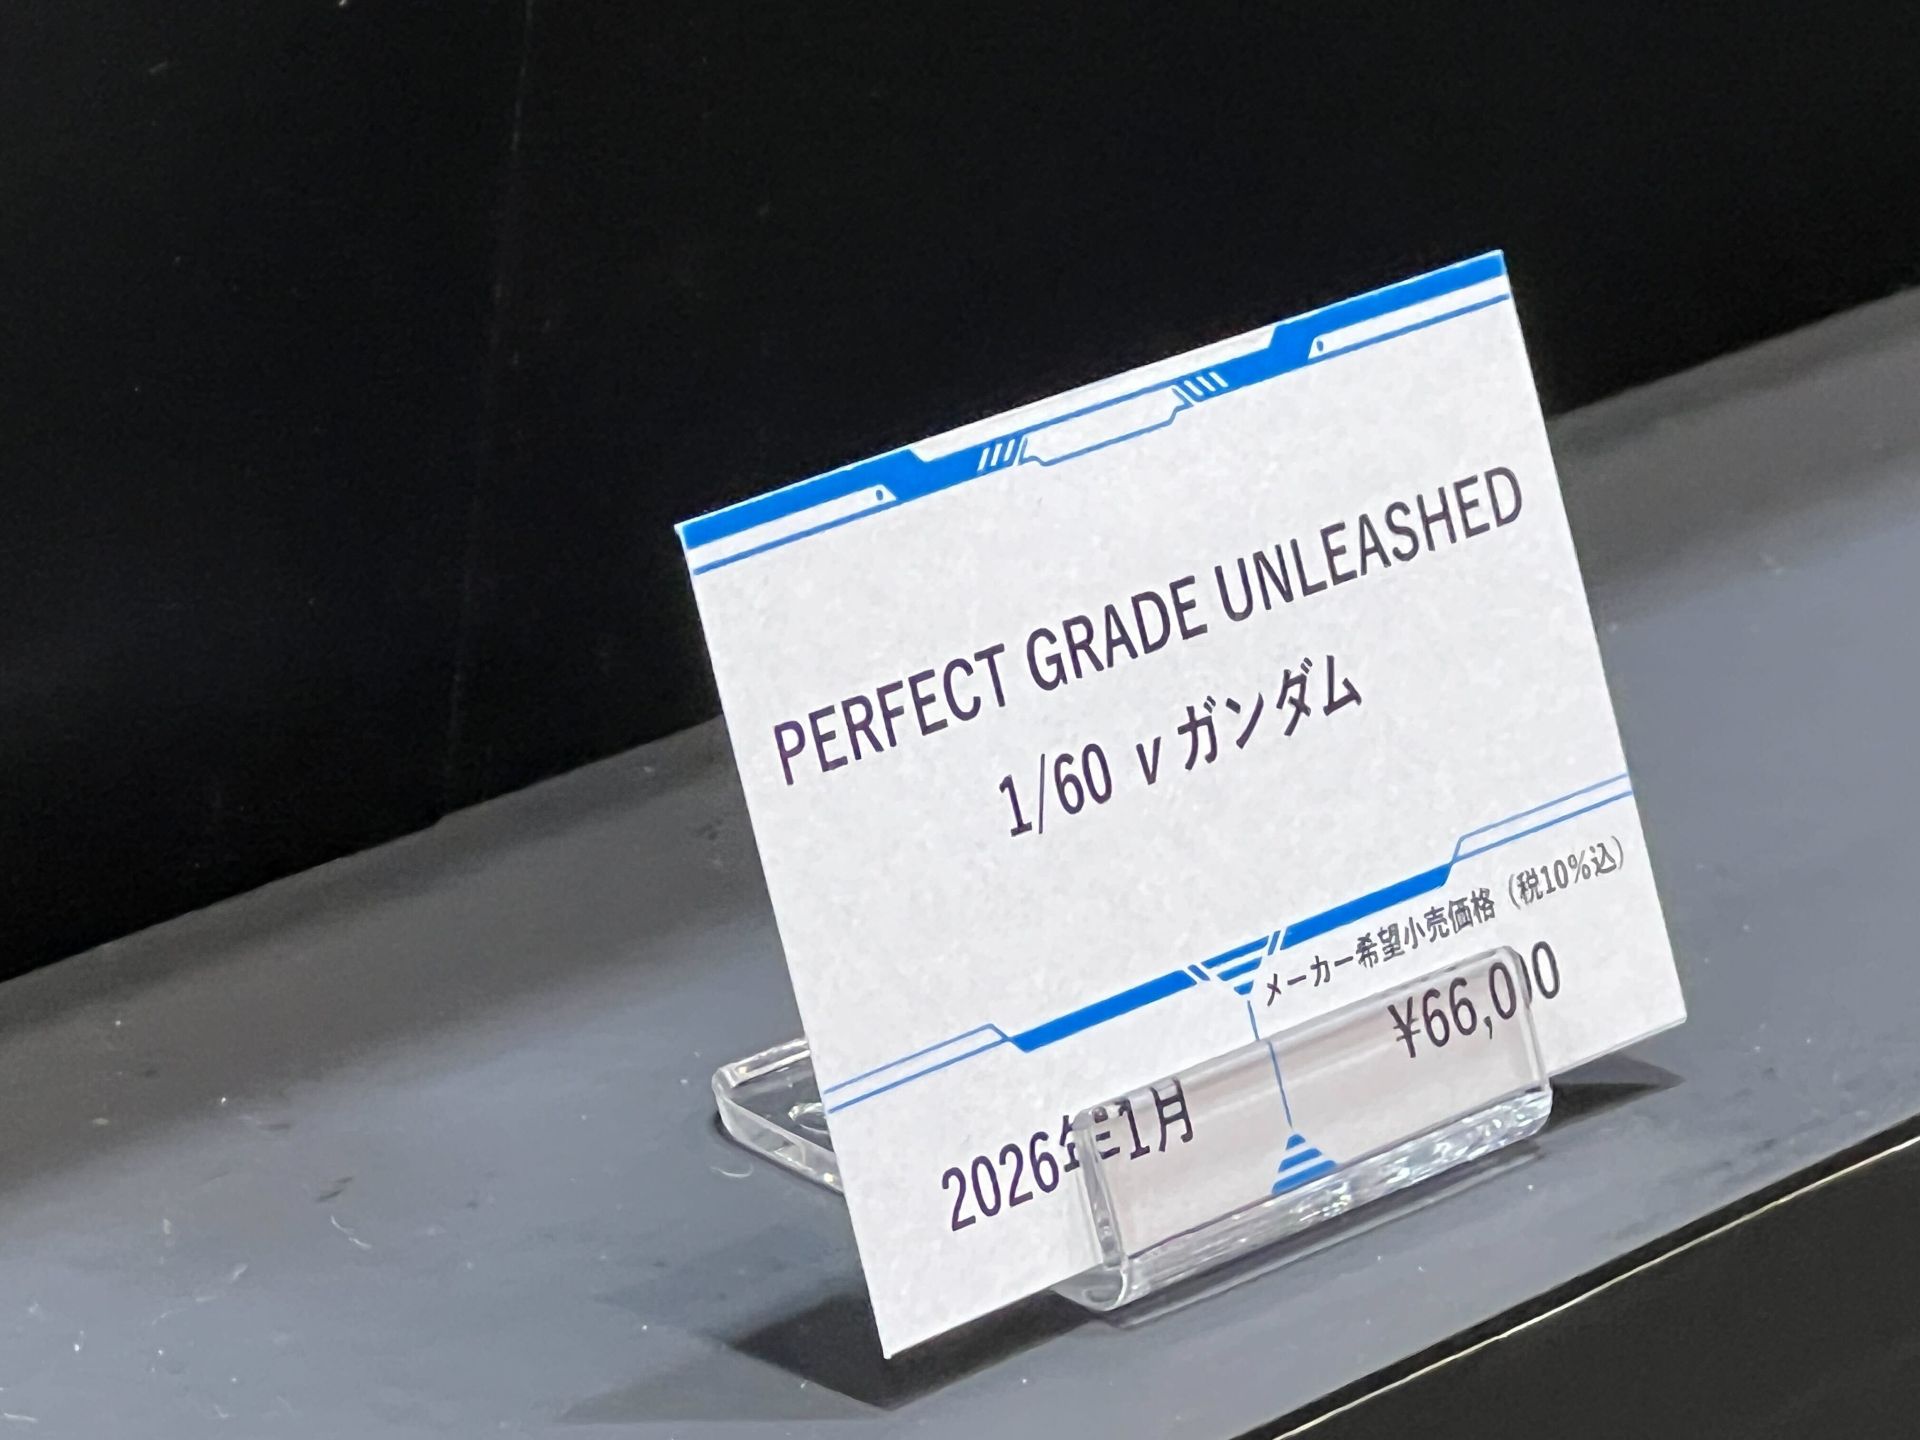 PERFECT GRADE UNLEASHED
1/60 νガンダム
メーカー希望小売価格（税10%込）
¥66,000
2026年1月